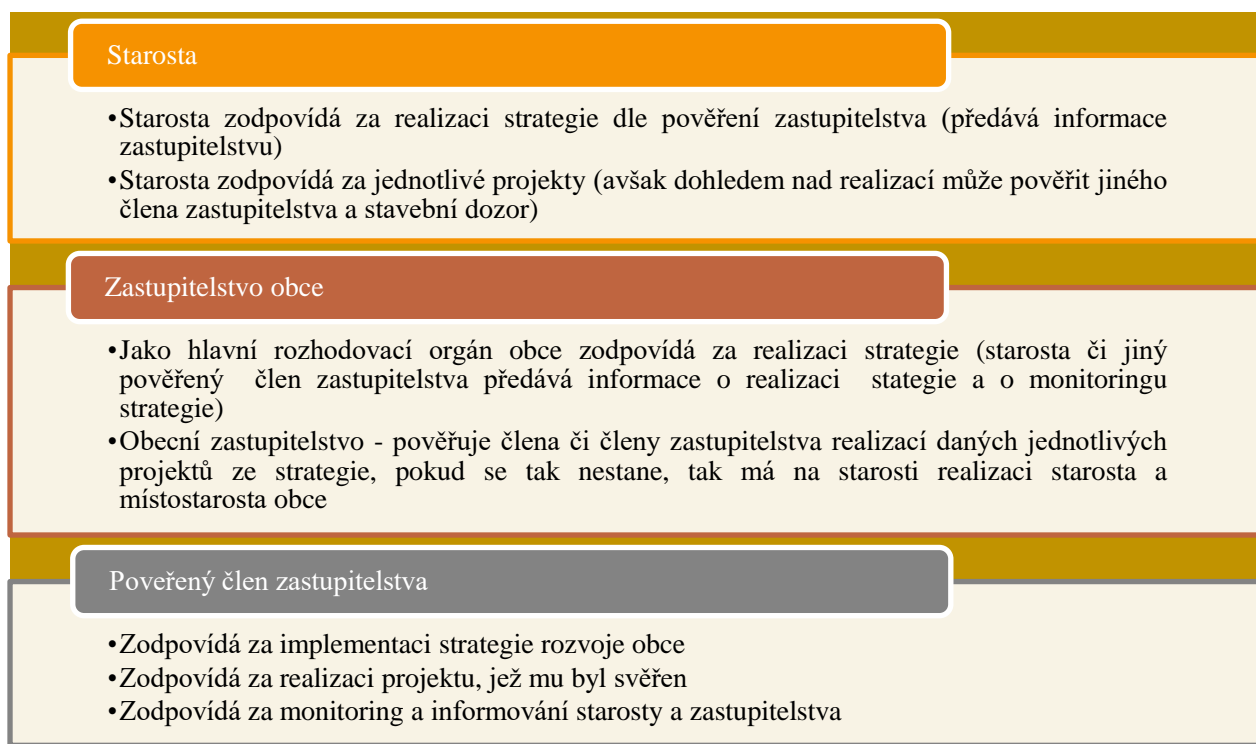 Starosta
•Starosta zodpovídá za realizaci strategie dle pověření zastupitelstva (předává informace
zastupitelstvu)
•Starosta zodpovídá za jednotlivé projekty (avšak dohledem nad realizací může pověřit jiného
člena zastupitelstva a stavební dozor)
Zastupitelstvo obce
•Jako hlavní rozhodovací orgán obce zodpovídá za realizaci strategie (starosta či jiný
pověřený člen zastupitelstva předává informace o realizaci stategie a o monitoringu
strategie)
•Obecní zastupitelstvo - pověřuje člena či členy zastupitelstva realizací daných jednotlivých
projektů ze strategie, pokud se tak nestane, tak má na starosti realizaci starosta a
místostarosta obce
Poveřený člen zastupitelstva
•Zodpovídá za implementaci strategie rozvoje obce
•Zodpovídá za realizaci projektu, jež mu byl svěřen
•Zodpovídá za monitoring a informování starosty a zastupitelstva